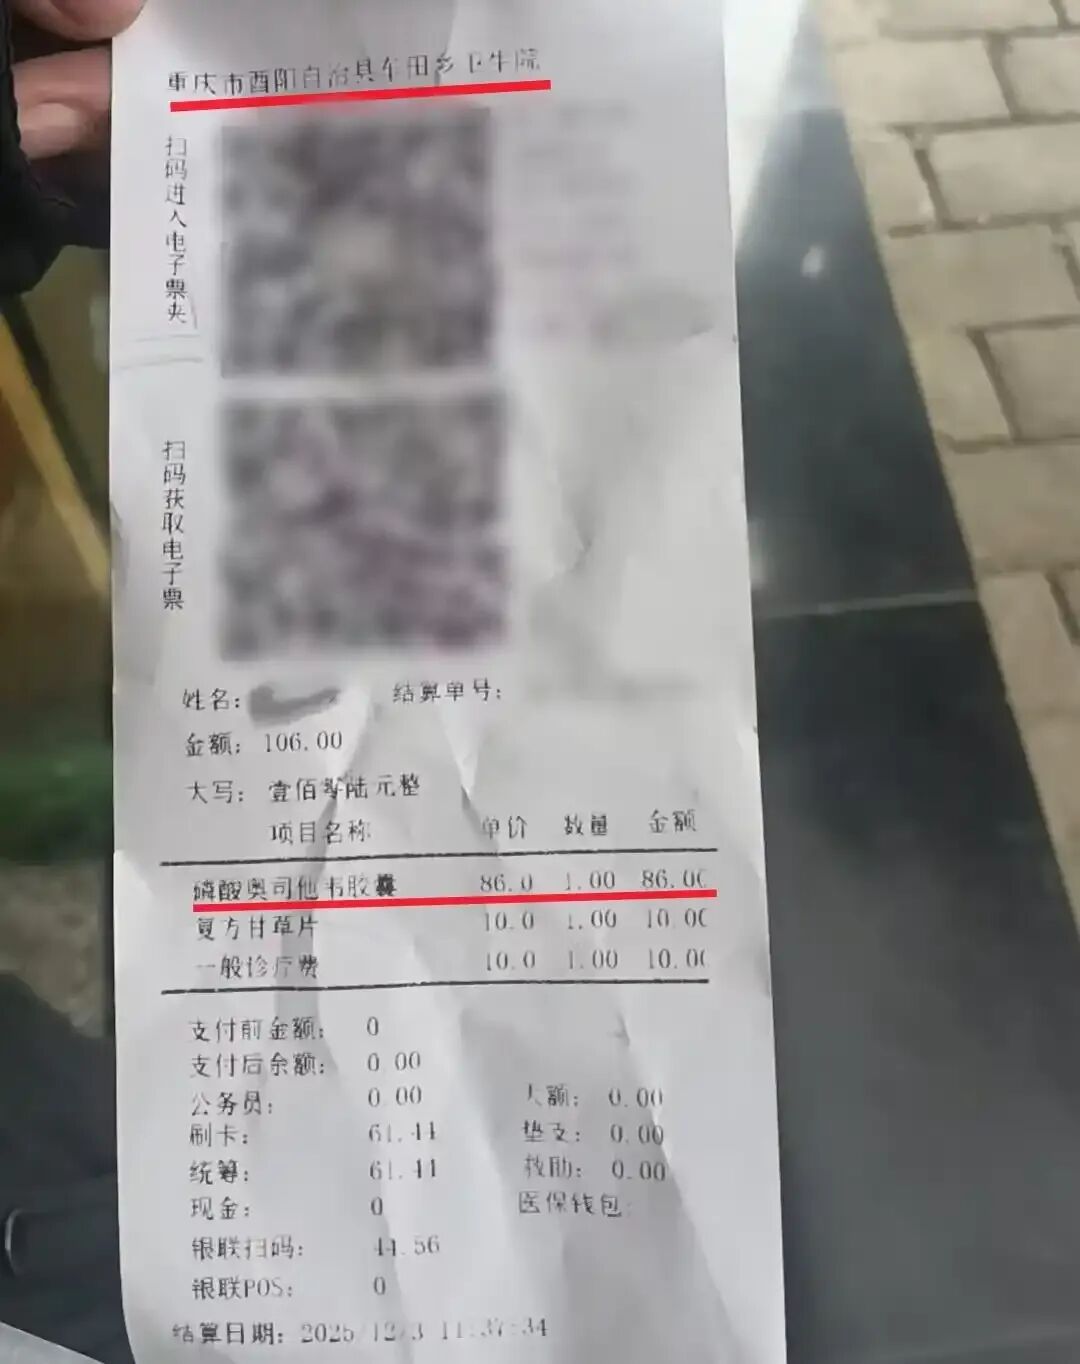 重庆市酉阳自治县车田乡卫生院
扫码进入电子票夹
扫码获取电子票
姓名： 结算单号：
金额： 106.00
大写： 壹佰零陆元整
项目名称 单价 数量 金额
磷酸奥司他韦胶囊 86.0 1.00 86.00
复方甘草片 10.0 1.00 10.00
一般诊疗费 10.0 1.00 10.00
支付前金额： 0
支付后余额： 0.00
公务员： 0.00 大额： 0.00
刷卡： 61.44 垫支： 0.00
统筹： 61.44 救助： 0.00
现金： 0 医保钱包：
银联扫码： 44.56
银联POS： 0
结算日期： 2025/12/3 11:37:34